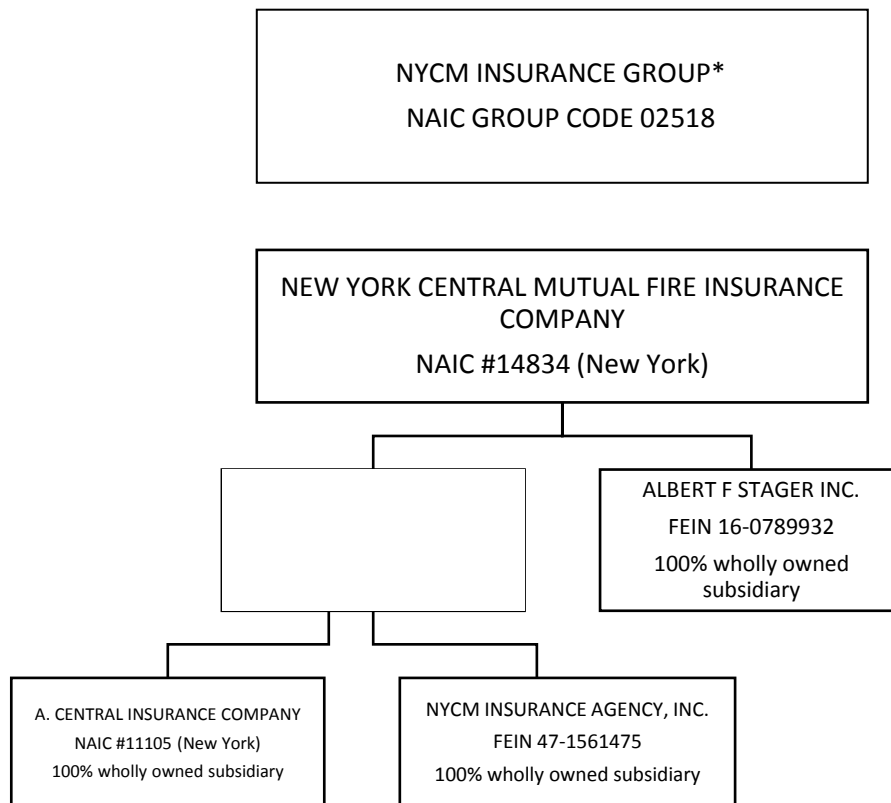 NYCM INSURANCE GROUP*
NAIC GROUP CODE 02518
NEW YORK CENTRAL MUTUAL FIRE INSURANCE
COMPANY
NAIC #14834 (New York)
ALBERT F STAGER INC.
FEIN 16-0789932
100% wholly owned
subsidiary
A. CENTRAL INSURANCE COMPANY
NAIC #11105 (New York)
100% wholly owned subsidiary
NYCM INSURANCE AGENCY, INC.
FEIN 47-1561475
100% wholly owned subsidiary